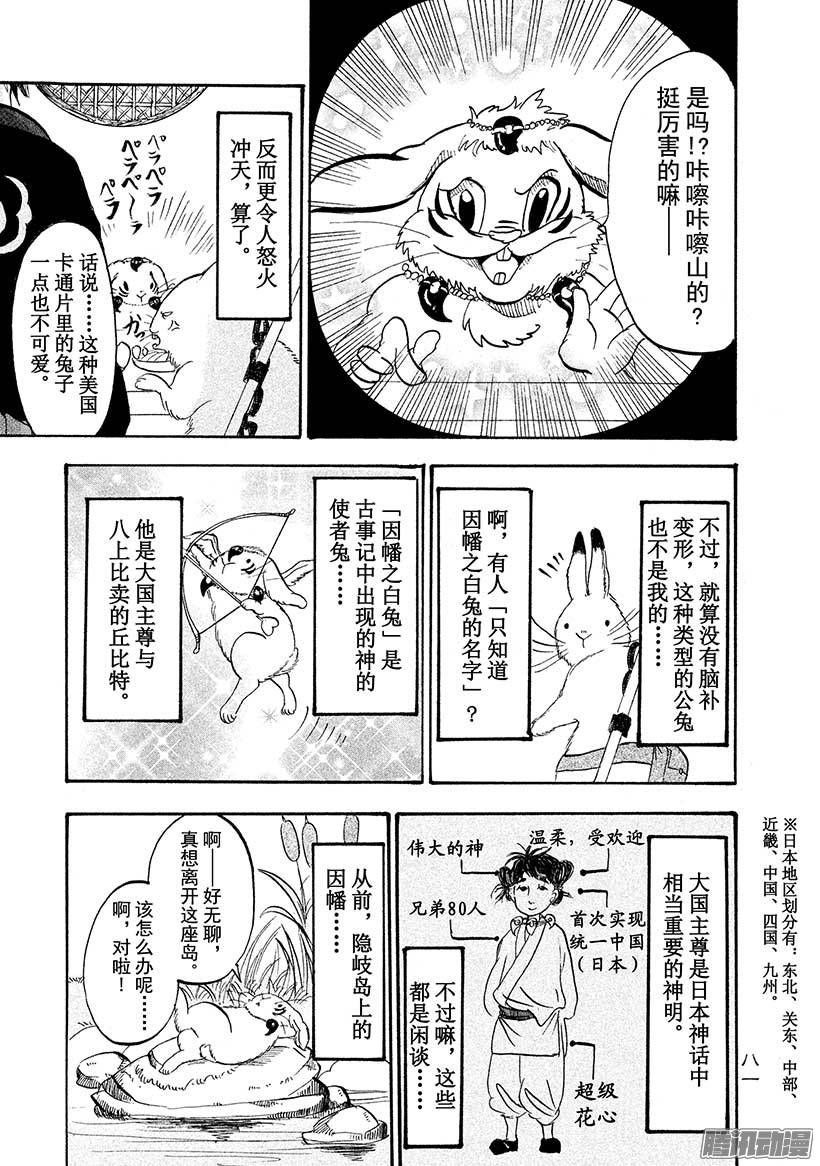 是吗!?咔嚓咔嚓山的?
挺厉害的嘛——
反而更令人怒火
冲天,算了。
ペラペラ
ペラペ〜ラ
话说……这种美国
卡通片里的兔子
一点也不可爱。
不过,就算没有脑补
变形,这种类型的公兔
也不是我的……
啊,有人「只知道
因幡之白兔的名字」?
「因幡之白兔」是
古事记中出现的神的
使者兔……
他是大国主尊与
八上比卖的丘比特。
※日本地区划分有:东北、关东、中部、
近畿、中国、四国、九州。
大国主尊是日本神话中
相当重要的神明。
温柔,受欢迎
伟大的神
首次实现
统一中国
(日本)
兄弟80人
超级
花心
不过嘛,这些
都是闲谈……
从前,隐岐岛上的
因幡……
啊——好无聊,
真想离开这座岛。
该怎么办呢……
啊,对啦!
八一
腾讯动漫